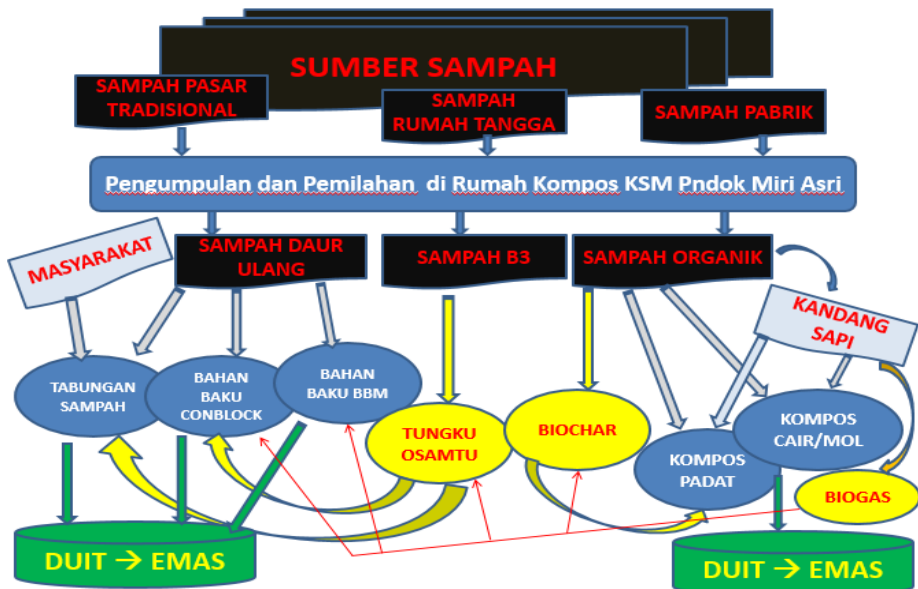 SUMBER SAMPAH
SAMPAH PASAR
TRADISIONAL
SAMPAH
RUMAH TANGGA
SAMPAH PABRIK
Pengumpulan dan Pemilahan di Rumah Kompos KSM Pndok Miri Asri
MASYARAKAT
SAMPAH DAUR
ULANG
SAMPAH B3
SAMPAH ORGANIK
KANDANG
SAPI
TABUNGAN
SAMPAH
BAHAN
BAKU
CONBLOCK
BAHAN
BAKU BBM
TUNGKU
OSAMTU
BIOCHAR
KOMPOS
PADAT
KOMPOS
CAIR/MOL
BIOGAS
DUIT → EMAS
DUIT → EMAS